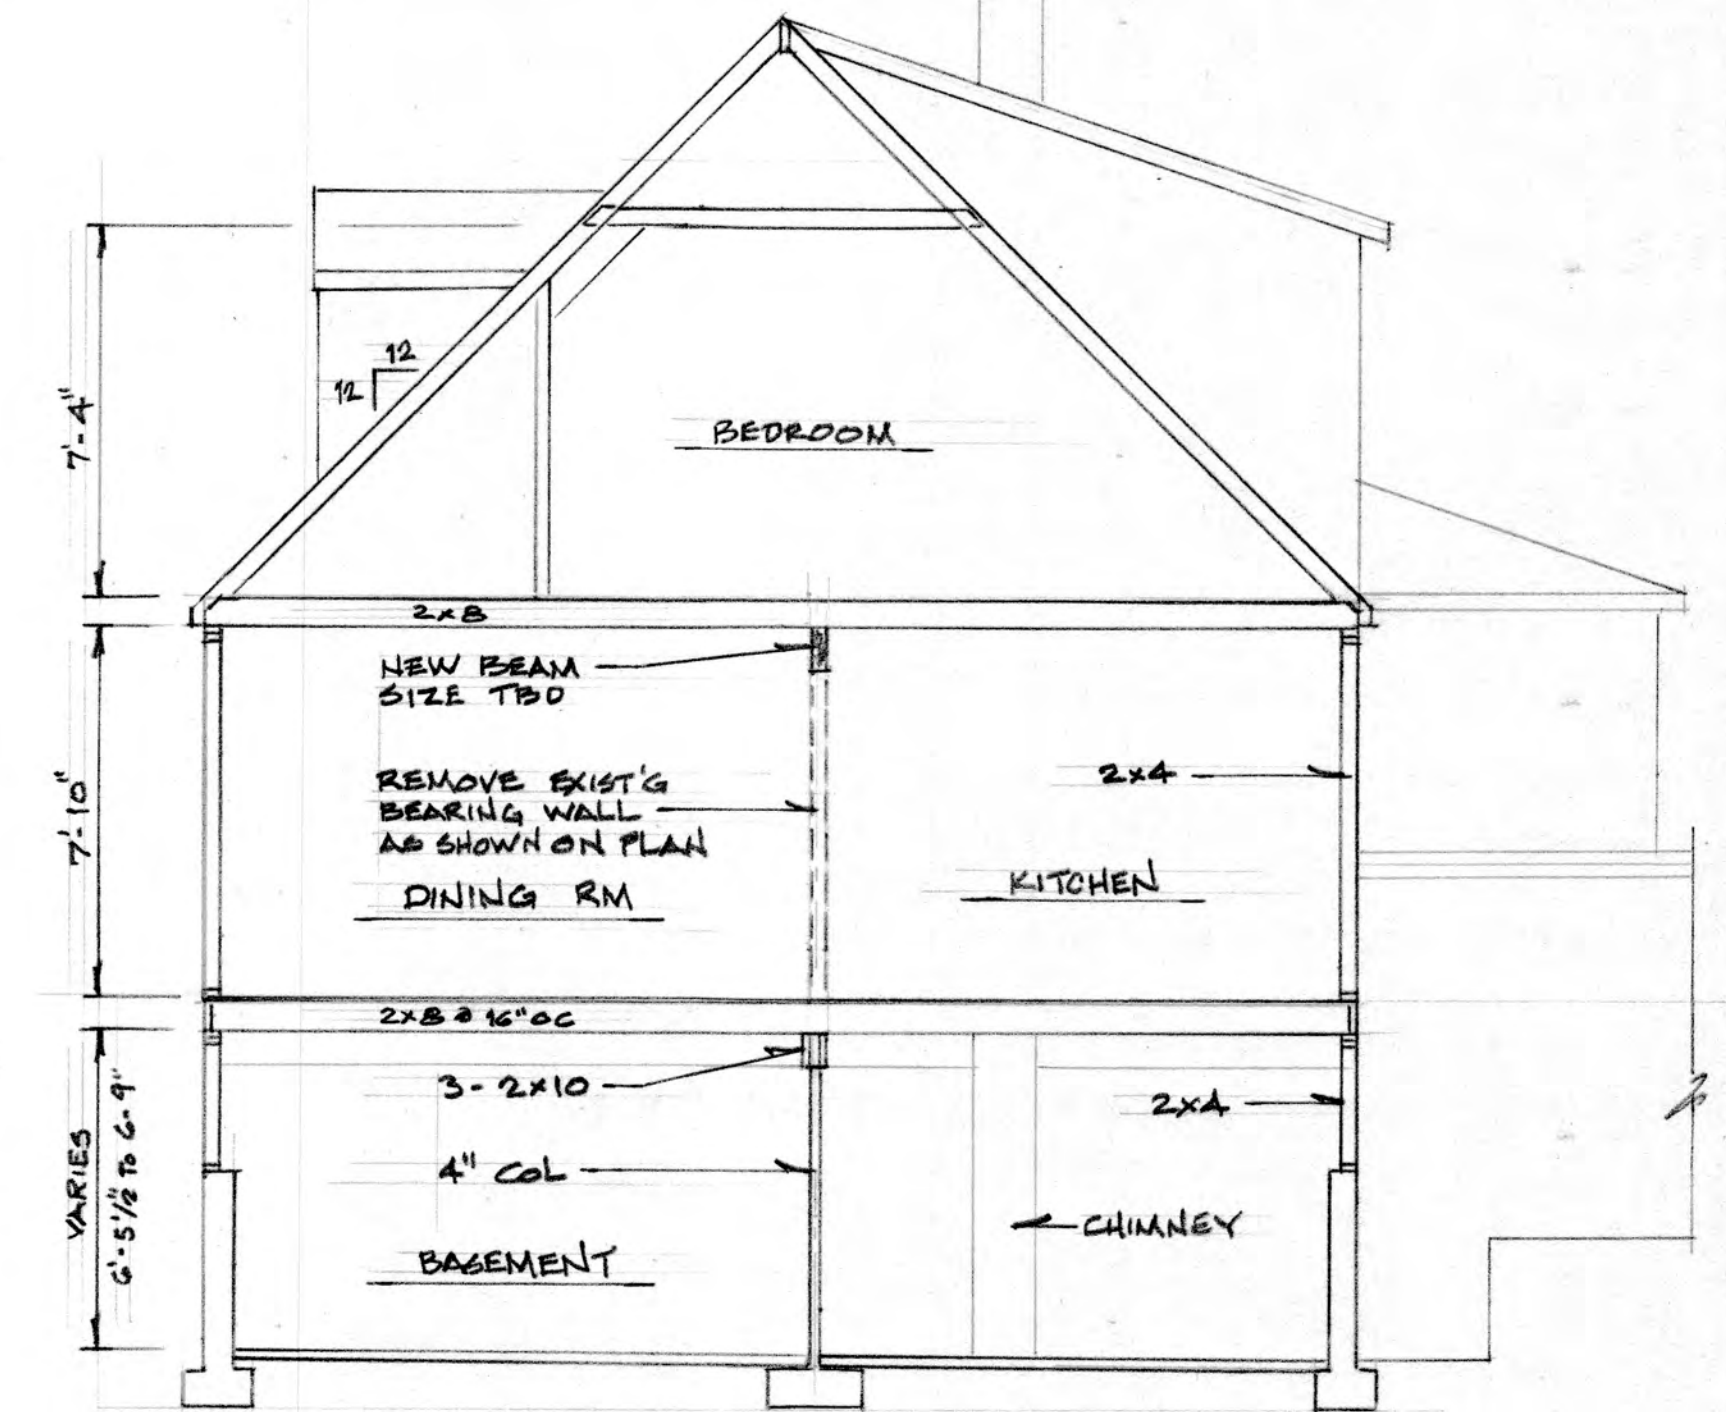 12
12
7'-4"
BEDROOM
2x8
NEW BEAM
SIZE TBD
REMOVE EXIST'G
BEARING WALL
AS SHOWN ON PLAN
2x4
7'-10"
DINING RM
KITCHEN
2x8 @ 16" OC
3-2x10
2x4
VARIES
6'-5 1/2" TO 6'-9"
4" COL
CHIMNEY
BASEMENT